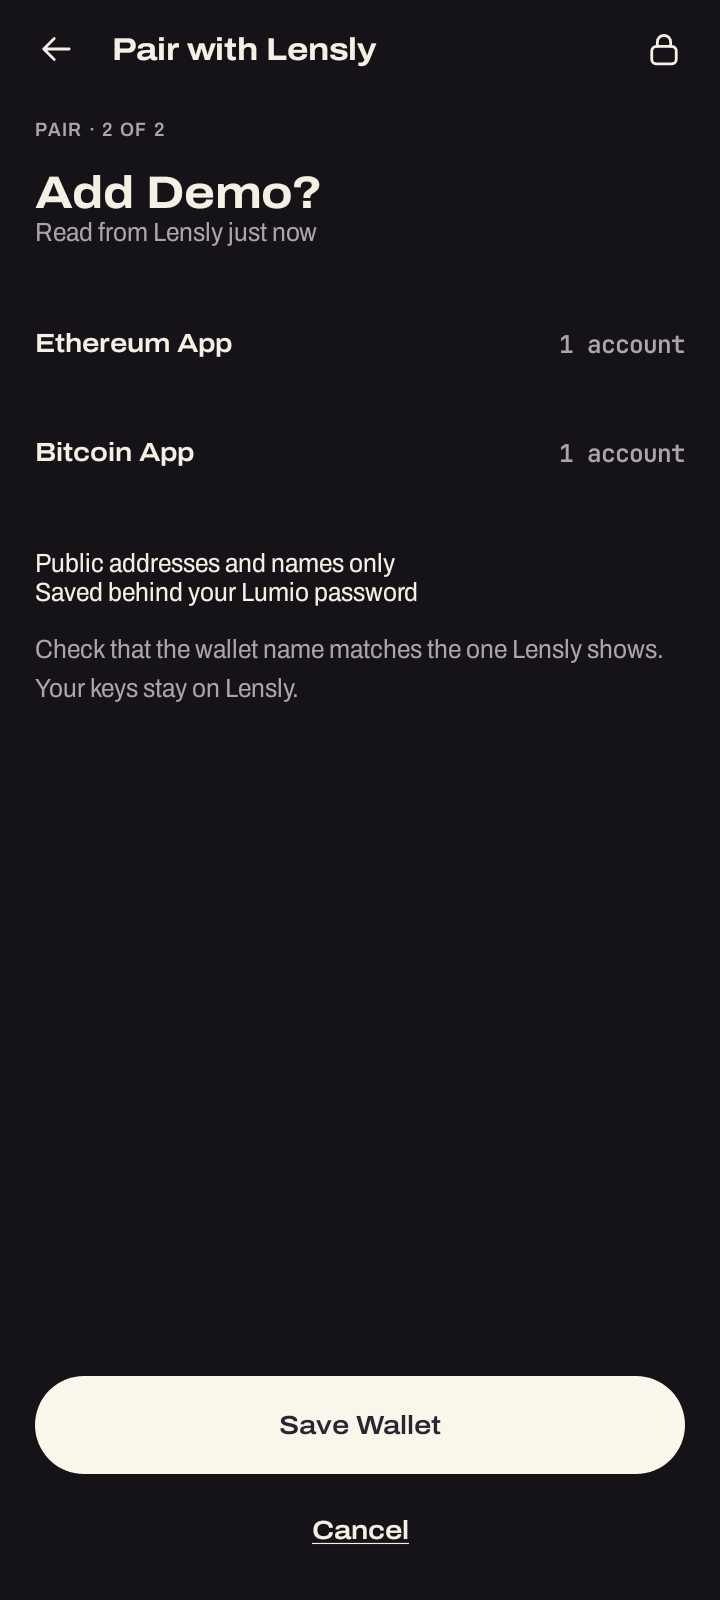 Pair with Lensly
PAIR · 2 OF 2
Add Demo?
Read from Lensly just now
Ethereum App 1 account
Bitcoin App 1 account
Public addresses and names only
Saved behind your Lumio password
Check that the wallet name matches the one Lensly shows.
Your keys stay on Lensly.
Save Wallet
Cancel